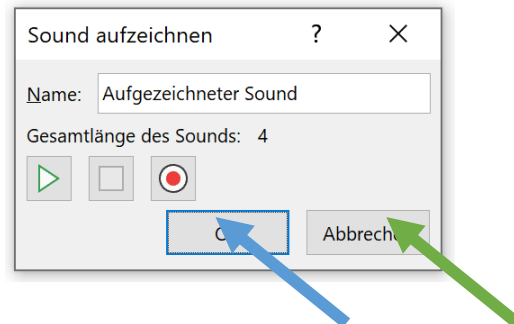 Sound aufzeichnen ? ×
Name: Aufgezeichneter Sound
Gesamtlänge des Sounds: 4